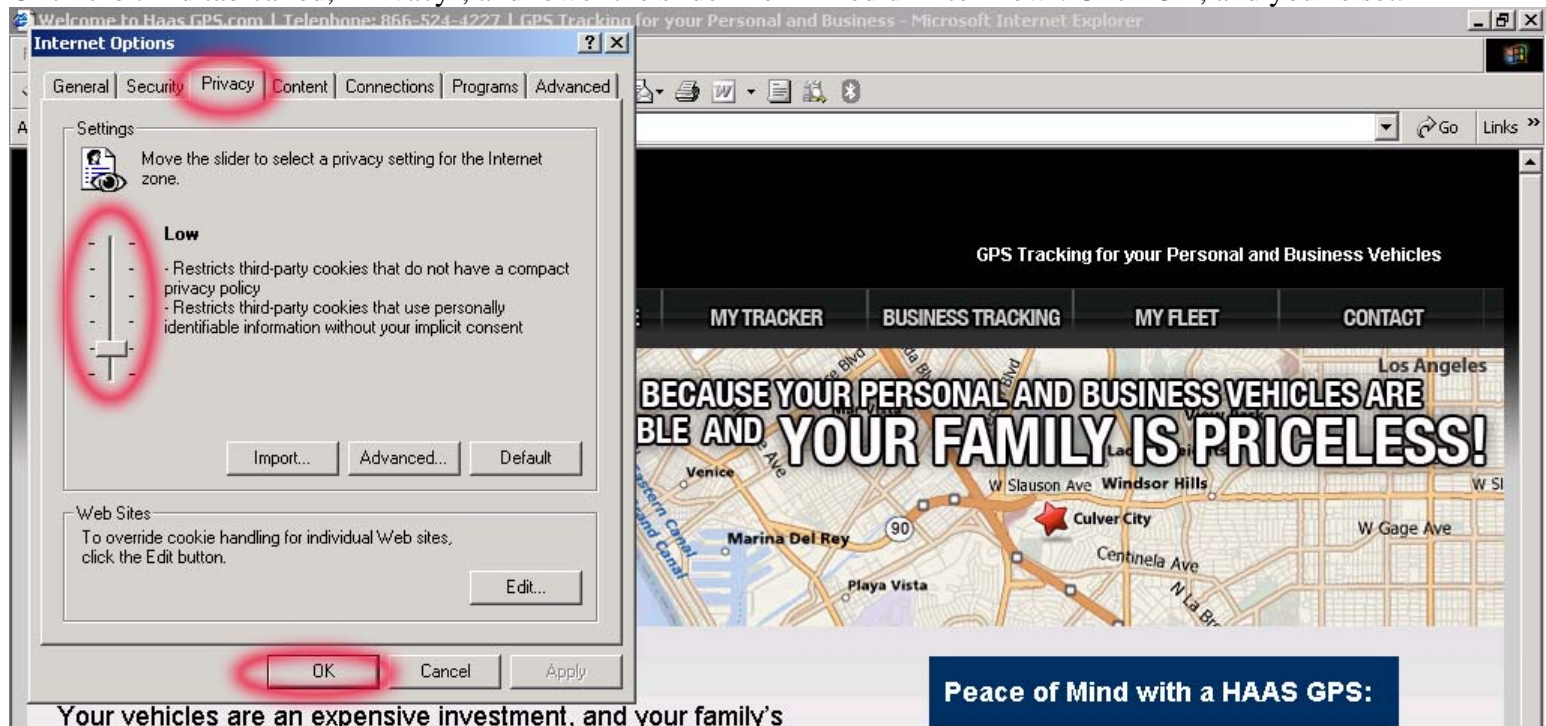 Welcome to Haas GPS.com | Telephone: 866-524-4227 | GPS Tracking for your Personal and Business - Microsoft Internet Explorer
Internet Options
General Security Privacy Content Connections Programs Advanced
Go Links »
Settings
Move the slider to select a privacy setting for the Internet
zone.
Low
- Restricts third-party cookies that do not have a compact
privacy policy
- Restricts third-party cookies that use personally
identifiable information without your implicit consent
Import... Advanced... Default
Web Sites
To override cookie handling for individual Web sites,
click the Edit button.
Edit...
OK Cancel Apply
GPS Tracking for your Personal and Business Vehicles
MY TRACKER BUSINESS TRACKING MY FLEET CONTACT
Los Angeles
BECAUSE YOUR PERSONAL AND BUSINESS VEHICLES ARE
BLE AND YOUR FAMILY IS PRICELESS!
Venice
W Slauson Ave Windsor Hills
W Sl
90
Culver City
W Gage Ave
Marina Del Rey
Centinela Ave
Playa Vista
N La Br
Eastern Canal
Grand Canal
Peace of Mind with a HAAS GPS:
Your vehicles are an expensive investment, and your family's